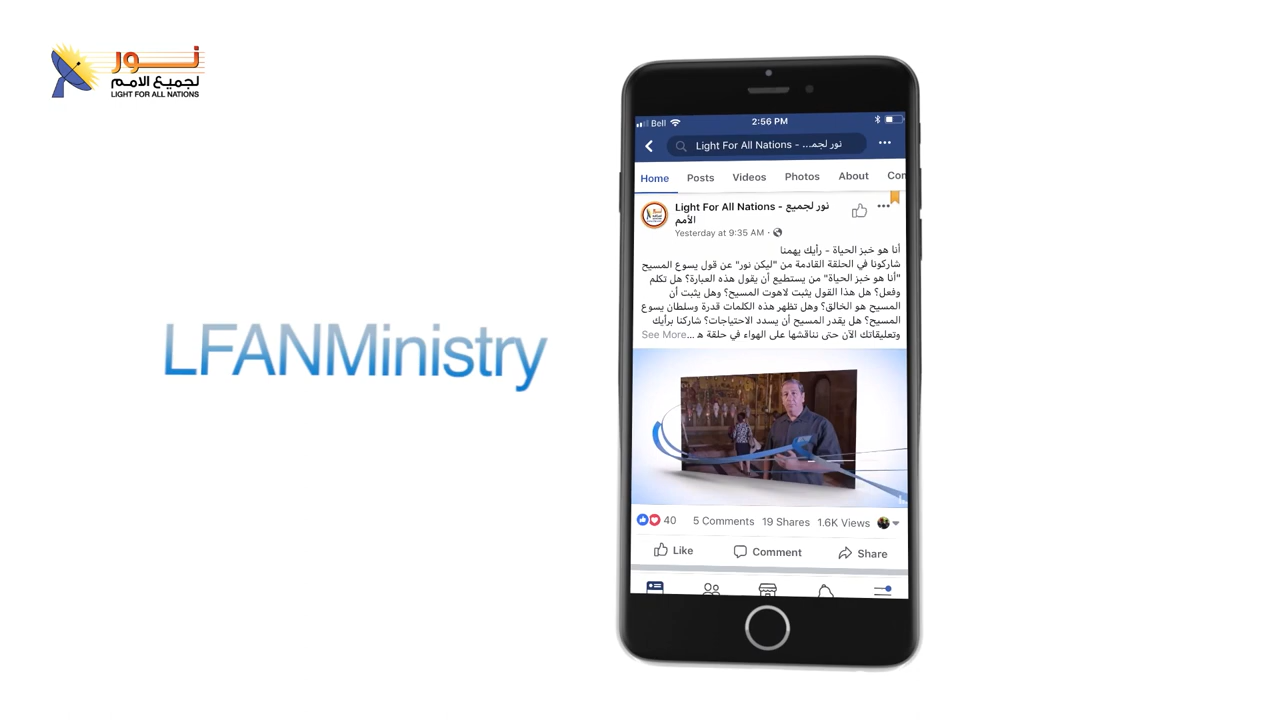 نور
لجميع الامم
LIGHT FOR ALL NATIONS
LFANMinistry
Bell
2:56 PM
Light For All Nations - ...نور لجمـ
Home Posts Videos Photos About Con
Light For All Nations - نور لجميع
الأمم
Yesterday at 9:35 AM ·
أنا هو خبز الحياة - رأيك يهمنا
شاركونا في الحلقة القادمة من "ليكن نور" عن قول يسوع المسيح
"أنا هو خبز الحياة" من يستطيع أن يقول هذه العبارة؟ هل تكلم
وفعل؟ هل هذا القول يثبت لاهوت المسيح؟ وهل يثبت أن
المسيح هو الخالق؟ وهل تظهر هذه الكلمات قدرة وسلطان يسوع
المسيح؟ هل يقدر المسيح أن يسدد الاحتياجات؟ شاركنا برأيك
وتعليقاتك الآن حتى نناقشها على الهواء في حلقة هـ ... See More
40 5 Comments 19 Shares 1.6K Views
Like Comment Share